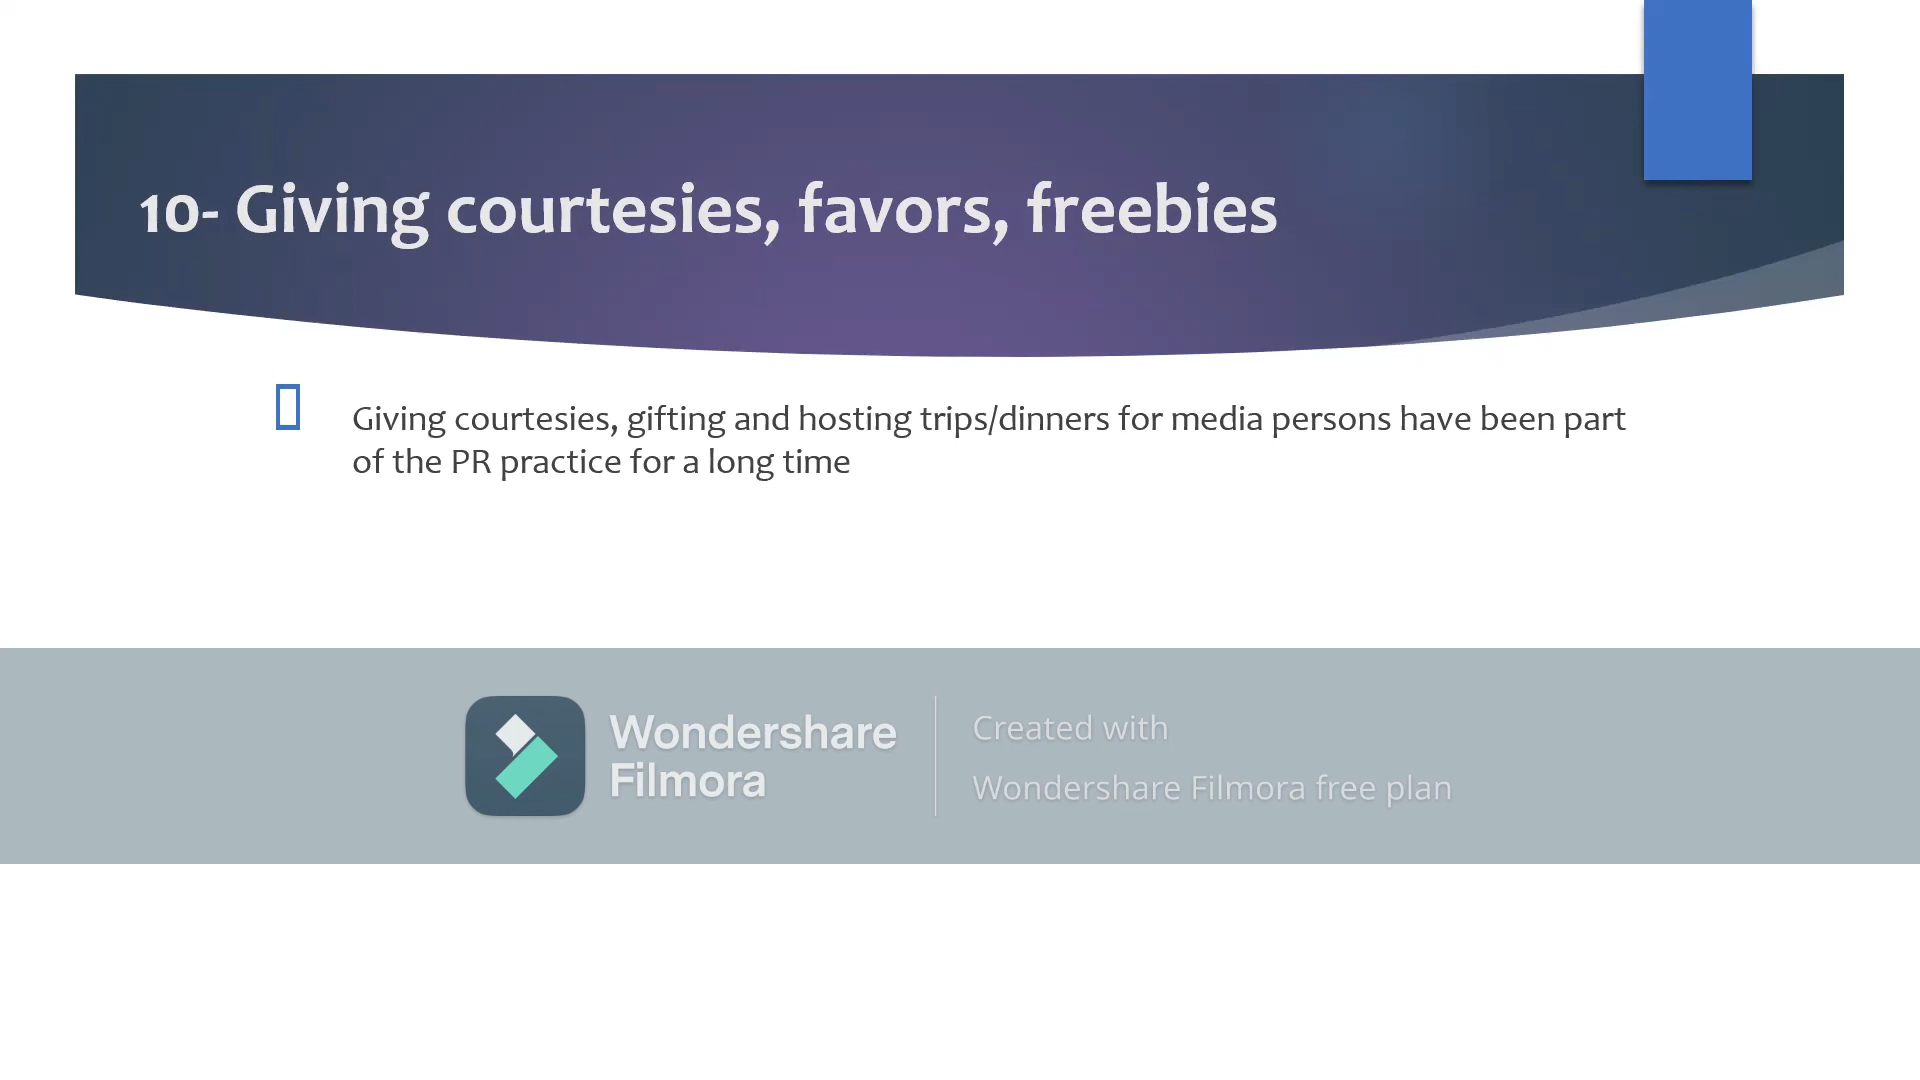 10- Giving courtesies, favors, freebies
Giving courtesies, gifting and hosting trips/dinners for media persons have been part
of the PR practice for a long time
Wondershare
Filmora
Created with
Wondershare Filmora free plan